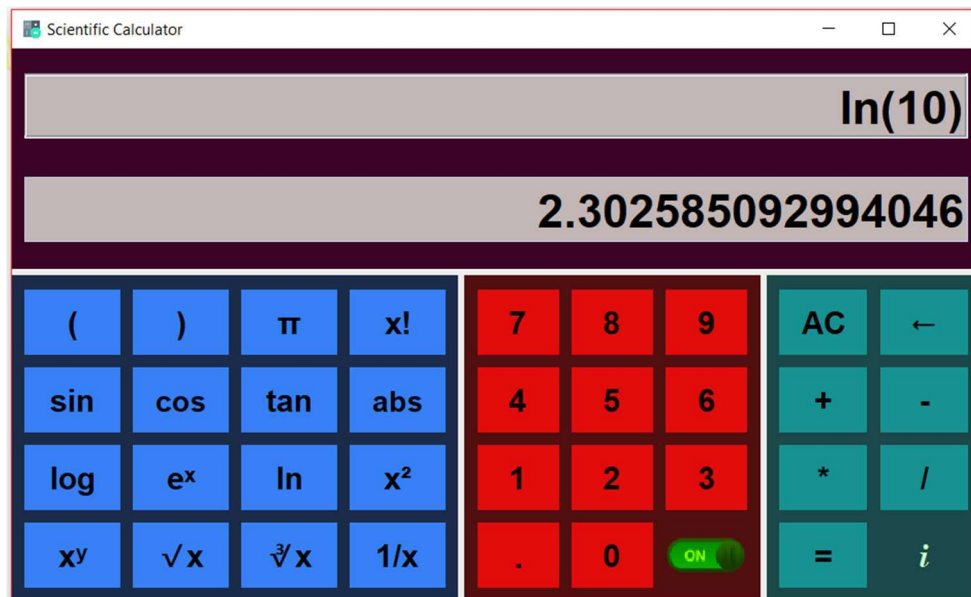 Scientific Calculator
ln(10)
2.302585092994046
( ) π x! 7 8 9 AC ←
sin cos tan abs 4 5 6 + -
log eˣ ln x² 1 2 3 * /
xʸ √x ∛x 1/x . 0 ON = i